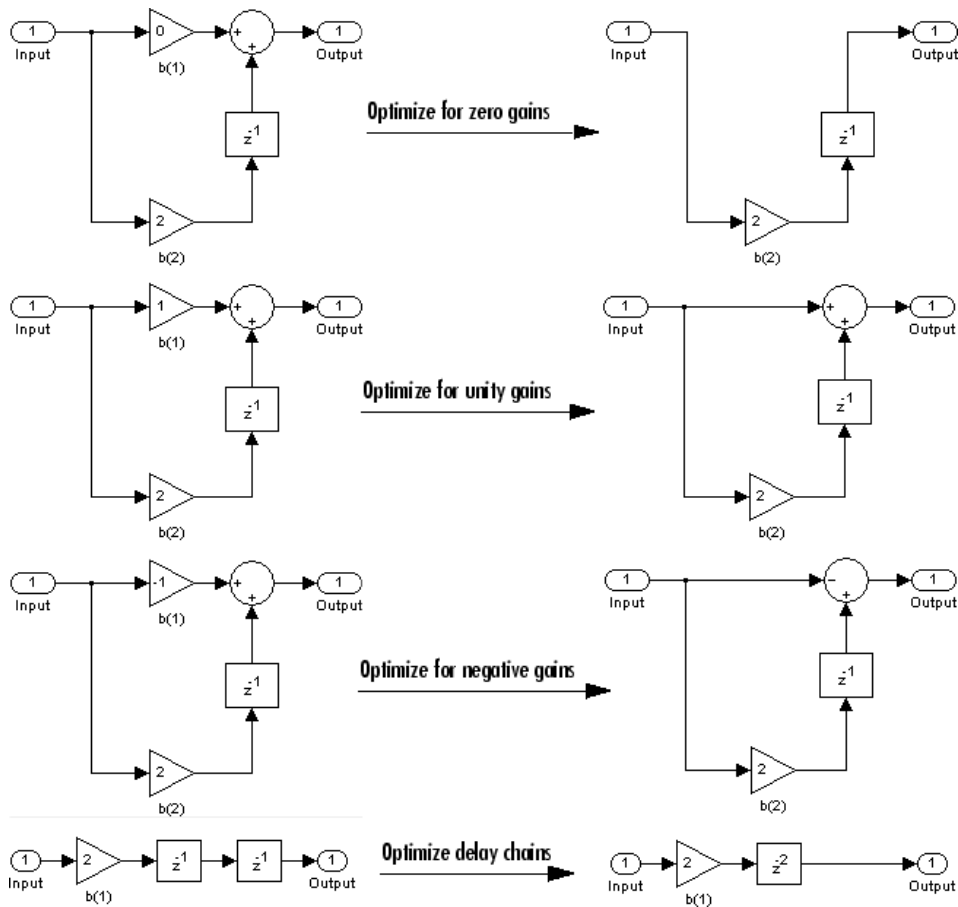 1
Input
0
b(1)
+
+
1
Output
z-1
2
b(2)
Optimize for zero gains
1
Input
2
b(2)
z-1
1
Output
1
Input
1
b(1)
+
+
1
Output
z-1
2
b(2)
Optimize for unity gains
1
Input
+
+
1
Output
z-1
2
b(2)
1
Input
-1
b(1)
+
+
1
Output
z-1
2
b(2)
Optimize for negative gains
1
Input
−
+
1
Output
z-1
2
b(2)
1
Input
2
b(1)
z-1
z-1
1
Output
Optimize delay chains
1
Input
2
b(1)
z-2
1
Output